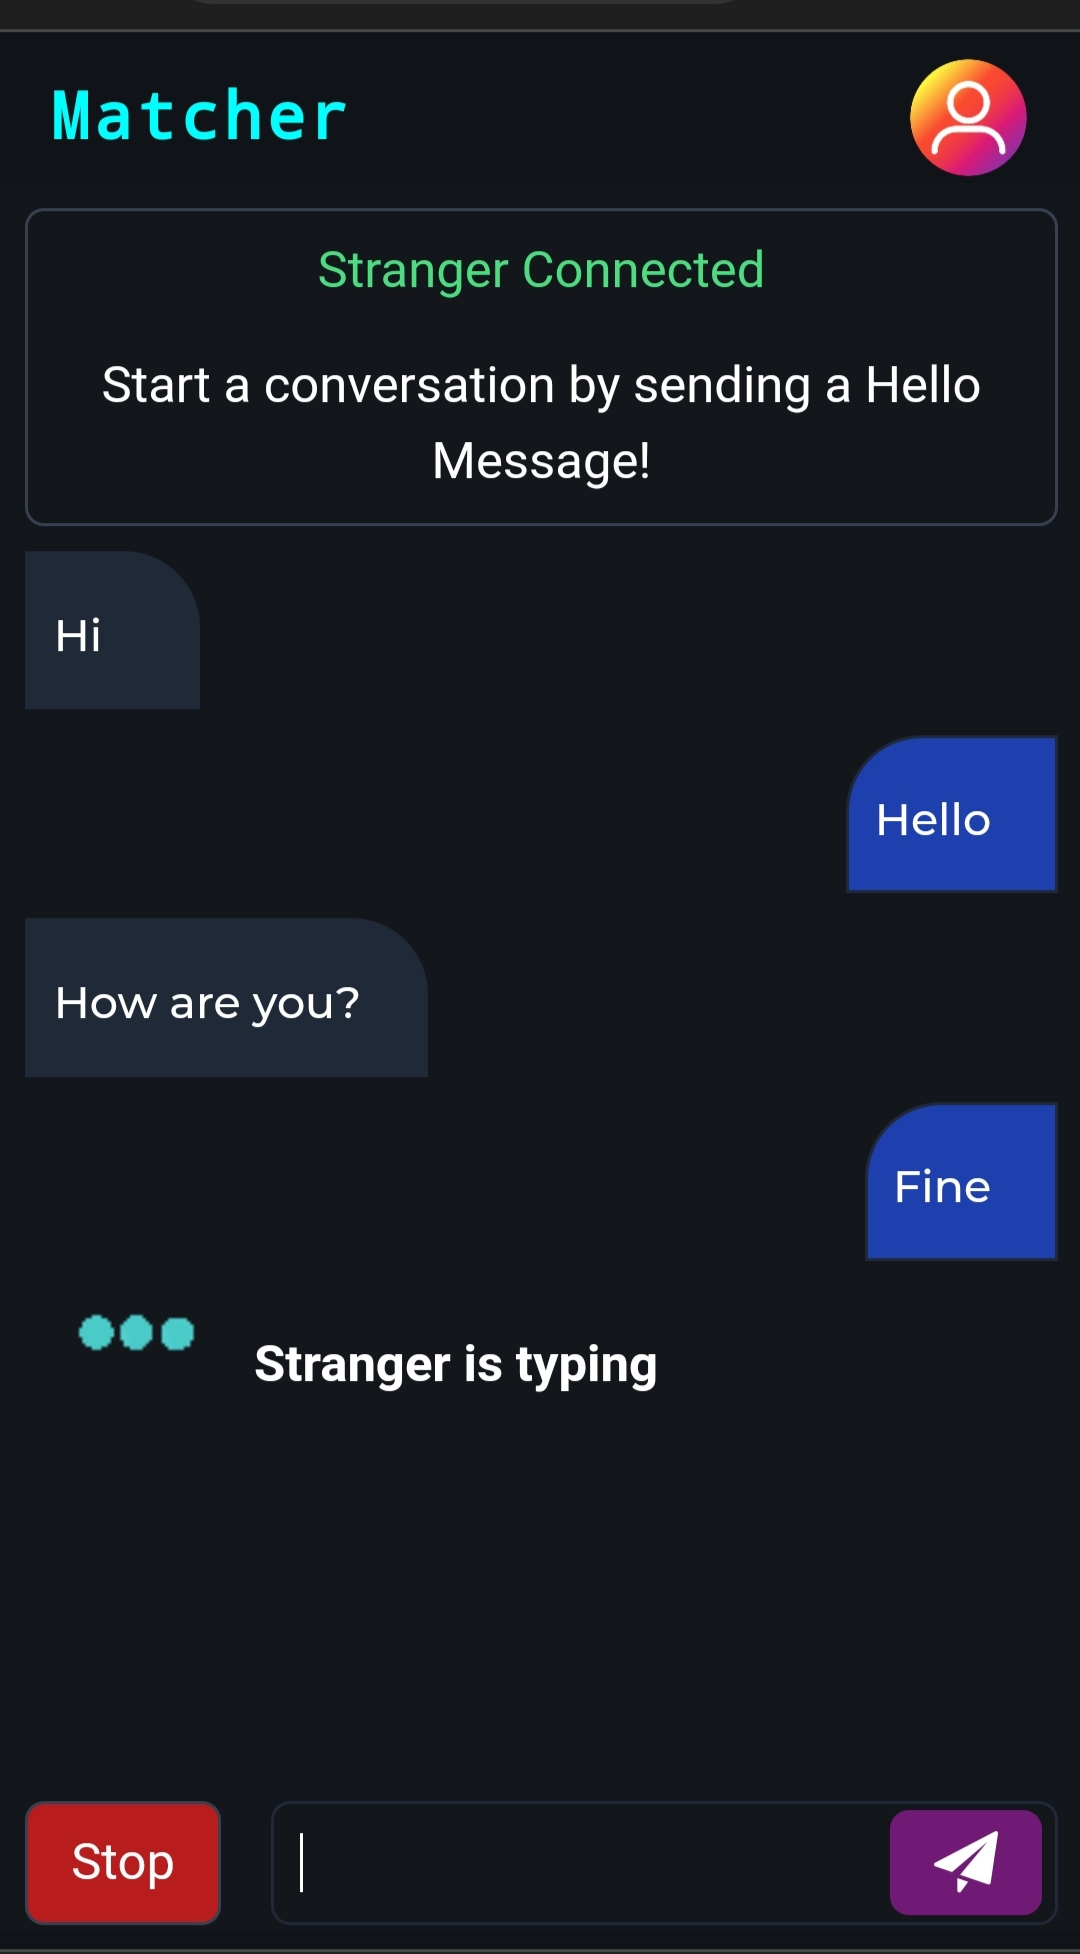 Matcher
Stranger Connected
Start a conversation by sending a Hello
Message!
Hi
Hello
How are you?
Fine
Stranger is typing
Stop